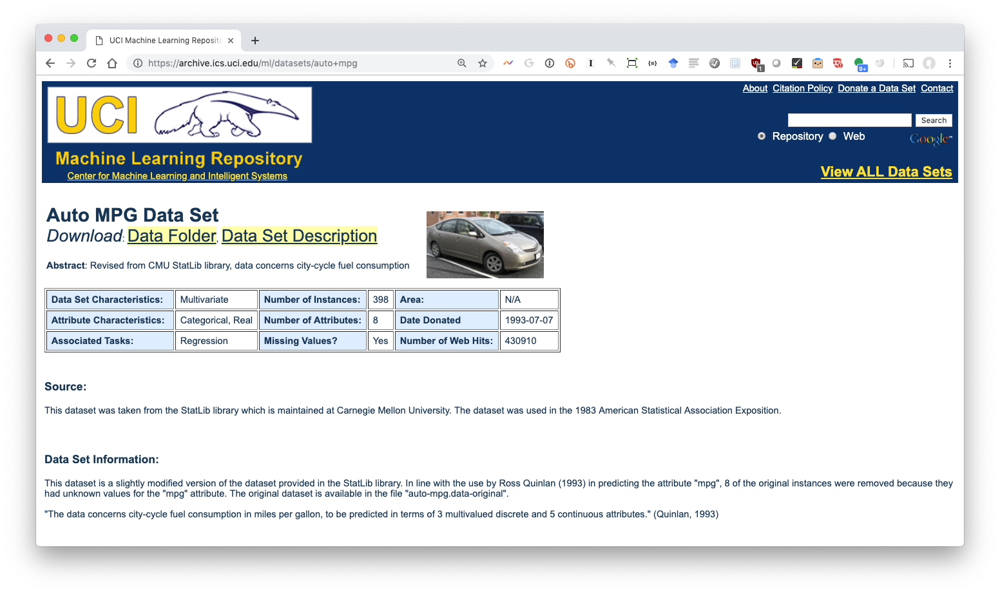 UCI Machine Learning Reposit
https://archive.ics.uci.edu/ml/datasets/auto+mpg
1
9+
About Citation Policy Donate a Data Set Contact
UCI
Search
Repository Web
Google™
Machine Learning Repository
Center for Machine Learning and Intelligent Systems
View ALL Data Sets
Auto MPG Data Set
Download: Data Folder, Data Set Description
Abstract: Revised from CMU StatLib library, data concerns city-cycle fuel consumption
Data Set Characteristics: Multivariate Number of Instances: 398 Area: N/A
Attribute Characteristics: Categorical, Real Number of Attributes: 8 Date Donated 1993-07-07
Associated Tasks: Regression Missing Values? Yes Number of Web Hits: 430910
Source:
This dataset was taken from the StatLib library which is maintained at Carnegie Mellon University. The dataset was used in the 1983 American Statistical Association Exposition.
Data Set Information:
This dataset is a slightly modified version of the dataset provided in the StatLib library. In line with the use by Ross Quinlan (1993) in predicting the attribute "mpg", 8 of the original instances were removed because they
had unknown values for the "mpg" attribute. The original dataset is available in the file "auto-mpg.data-original".
"The data concerns city-cycle fuel consumption in miles per gallon, to be predicted in terms of 3 multivalued discrete and 5 continuous attributes." (Quinlan, 1993)